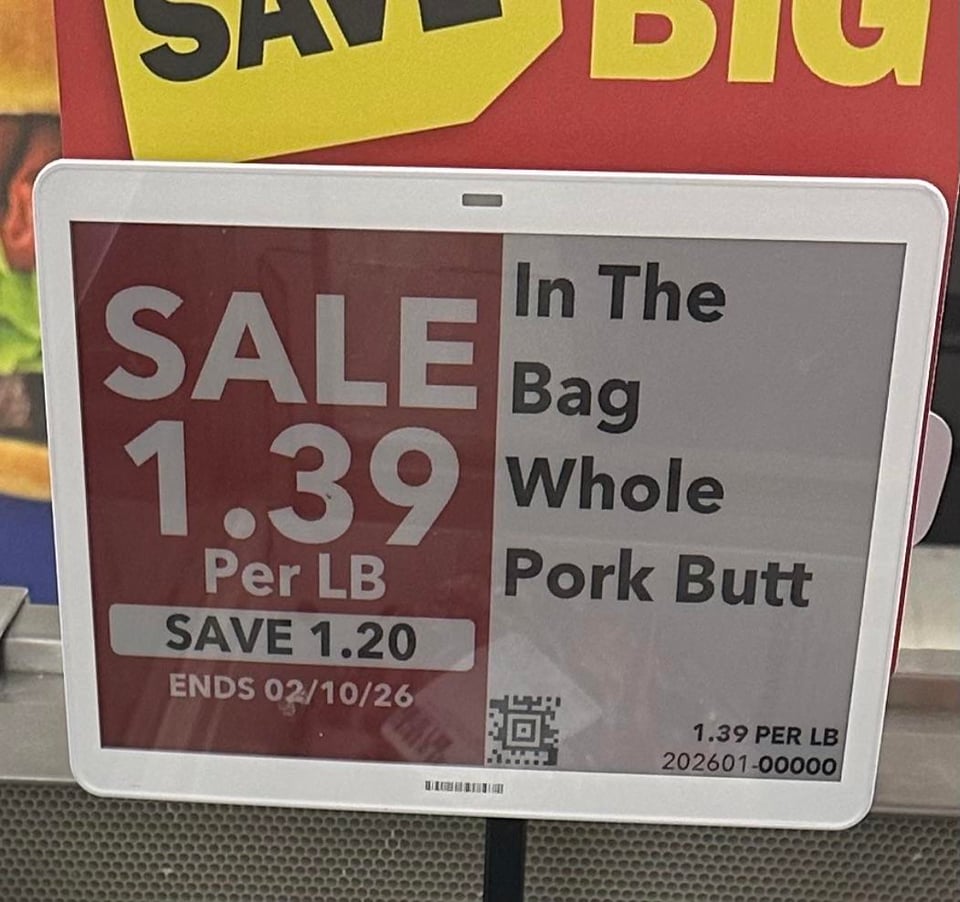 SAVE BIG
SALE
1.39
Per LB
SAVE 1.20
ENDS 02/10/26
In The
Bag
Whole
Pork Butt
1.39 PER LB
202601-00000